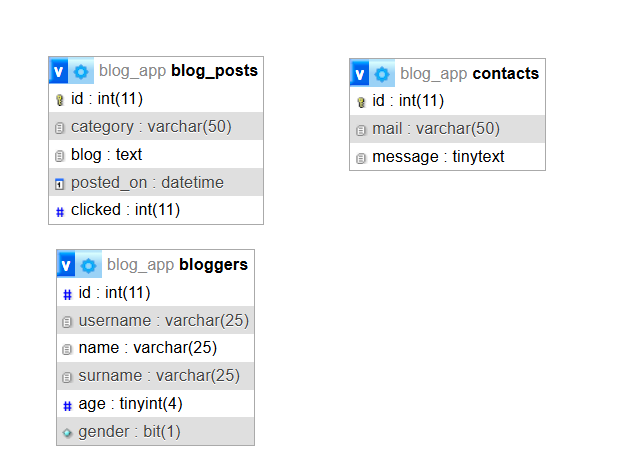 v blog_app blog_posts
id : int(11)
category : varchar(50)
blog : text
posted_on : datetime
# clicked : int(11)
v blog_app contacts
id : int(11)
mail : varchar(50)
message : tinytext
v blog_app bloggers
# id : int(11)
username : varchar(25)
name : varchar(25)
surname : varchar(25)
# age : tinyint(4)
gender : bit(1)